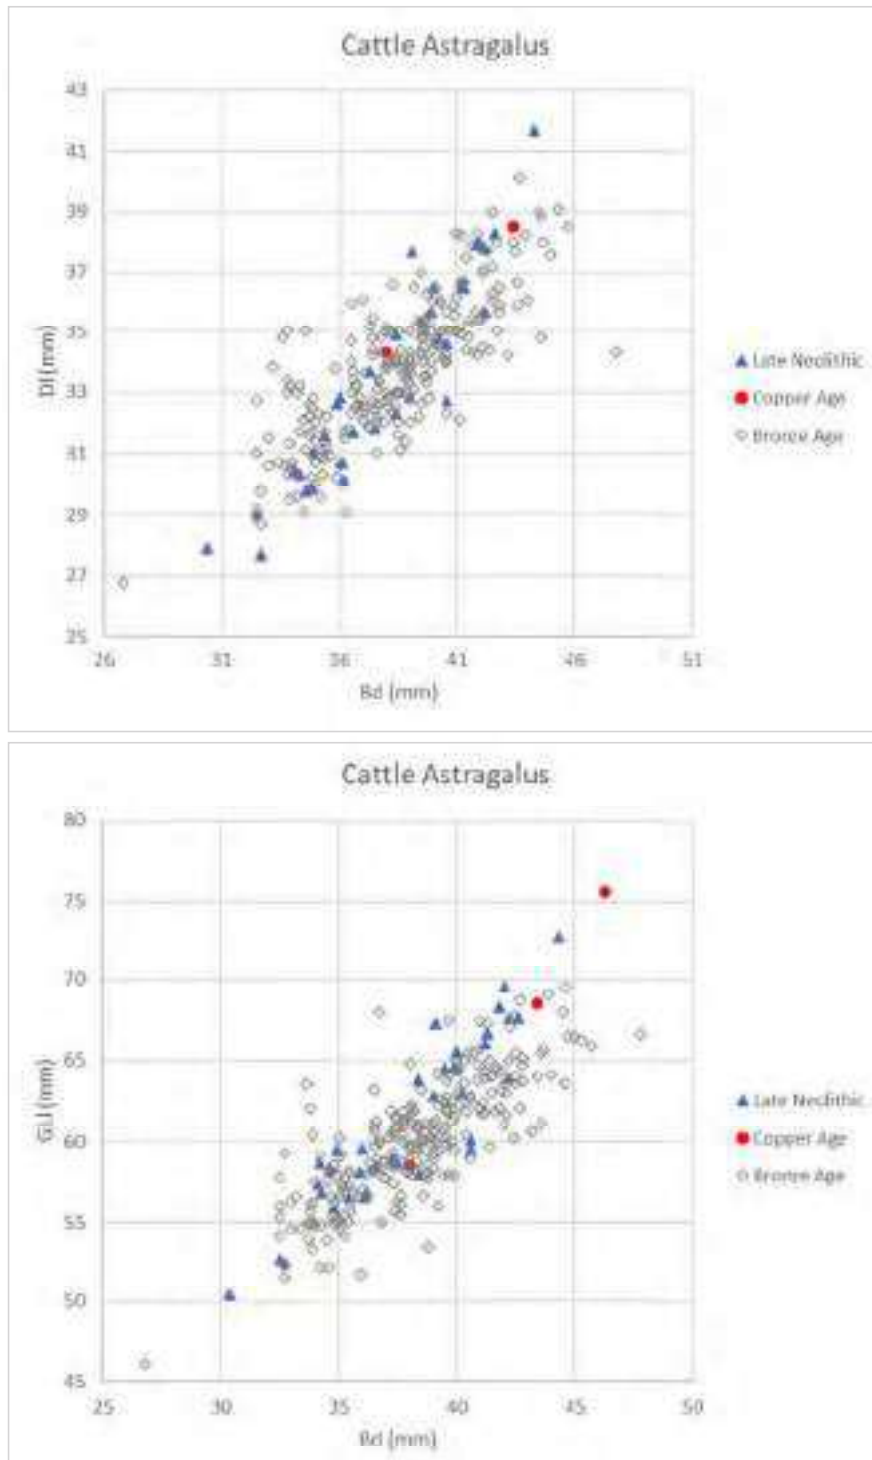 Cattle Astragalus
43
41
39
37
35
33
31
29
27
25
Dl (mm)
26 31 36 41 46 51
Bd (mm)
Late Neolithic
Copper Age
Bronze Age
Cattle Astragalus
80
75
70
65
60
55
50
45
GLl (mm)
25 30 35 40 45 50
Bd (mm)
Late Neolithic
Copper Age
Bronze Age